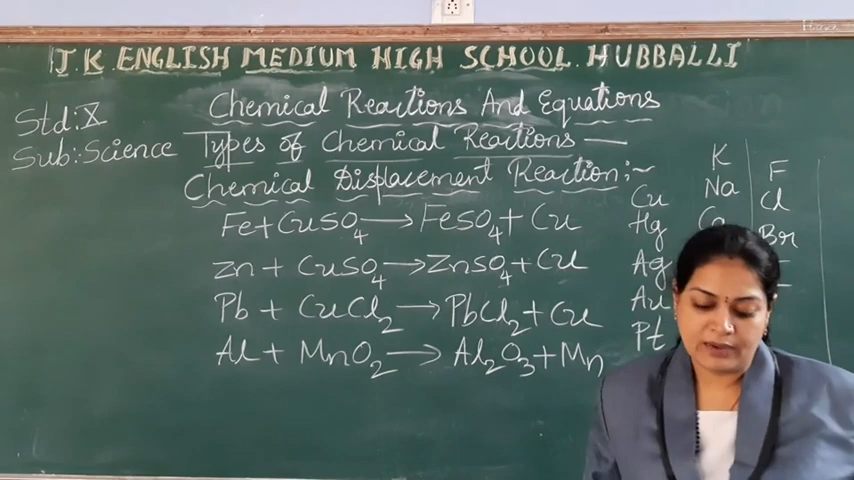 J.K ENGLISH MEDIUM HIGH SCHOOL HUBBALLI
Std:X
Sub:Science
Chemical Reactions And Equations
Types of Chemical Reactions —
Chemical Displacement Reaction:~
Fe+CuSO4→FeSO4+Cu
Zn + CuSO4→ZnSO4+Cu
Pb + CuCl2→PbCl2+Cu
Al + MnO2→Al2O3+Mn
Cu
Hg
Ag
Au
Pt
K
Na
Ca
F
Cl
Br